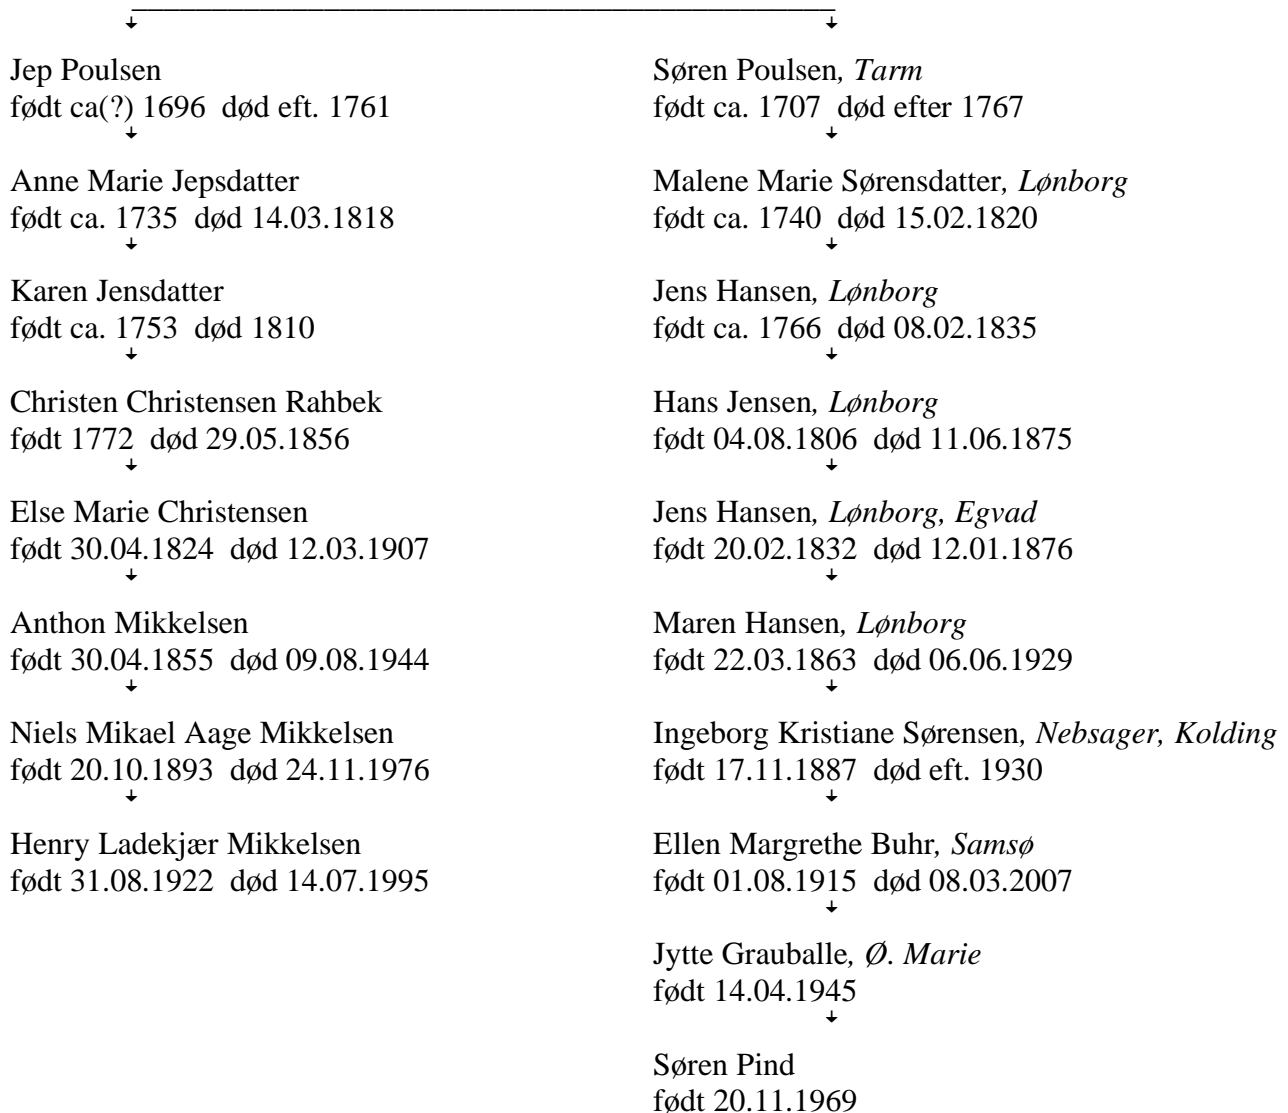 Jep Poulsen
født ca(?) 1696  død eft. 1761
Anne Marie Jepsdatter
født ca. 1735  død 14.03.1818
Karen Jensdatter
født ca. 1753  død 1810
Christen Christensen Rahbek
født 1772  død 29.05.1856
Else Marie Christensen
født 30.04.1824  død 12.03.1907
Anthon Mikkelsen
født 30.04.1855  død 09.08.1944
Niels Mikael Aage Mikkelsen
født 20.10.1893  død 24.11.1976
Henry Ladekjær Mikkelsen
født 31.08.1922  død 14.07.1995
Søren Poulsen, Tarm
født ca. 1707  død efter 1767
Malene Marie Sørensdatter, Lønborg
født ca. 1740  død 15.02.1820
Jens Hansen, Lønborg
født ca. 1766  død 08.02.1835
Hans Jensen, Lønborg
født 04.08.1806  død 11.06.1875
Jens Hansen, Lønborg, Egvad
født 20.02.1832  død 12.01.1876
Maren Hansen, Lønborg
født 22.03.1863  død 06.06.1929
Ingeborg Kristiane Sørensen, Nebsager, Kolding
født 17.11.1887  død eft. 1930
Ellen Margrethe Buhr, Samsø
født 01.08.1915  død 08.03.2007
Jytte Grauballe, Ø. Marie
født 14.04.1945
Søren Pind
født 20.11.1969